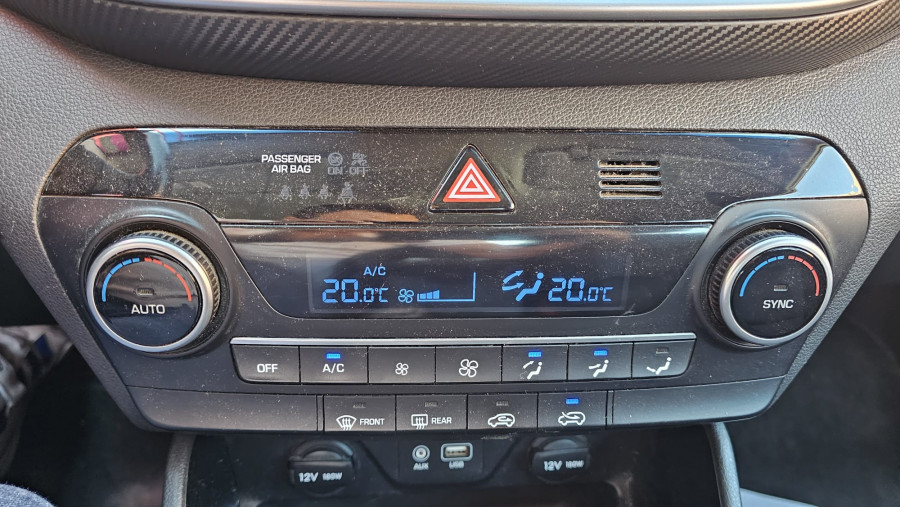 PASSENGER
AIR BAG
ON OFF
A/C
20.0°C 20.0°C
AUTO
SYNC
OFF A/C
FRONT REAR
AUX USB
12V 180W 12V 180W